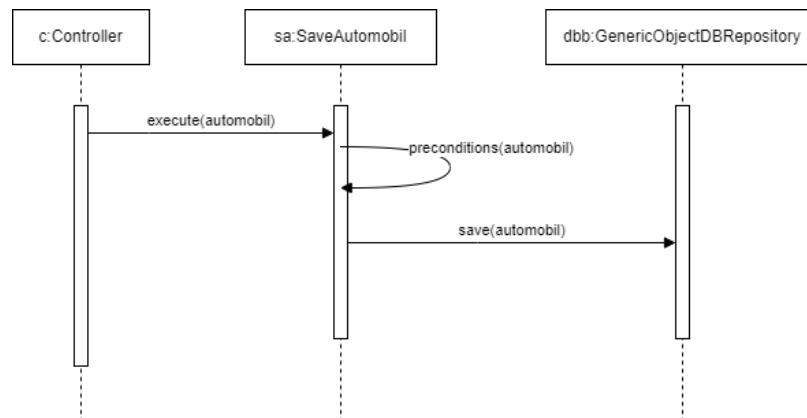 c:Controller
sa:SaveAutomobil
dbb:GenericObjectDBRepository
execute(automobil)
preconditions(automobil)
save(automobil)